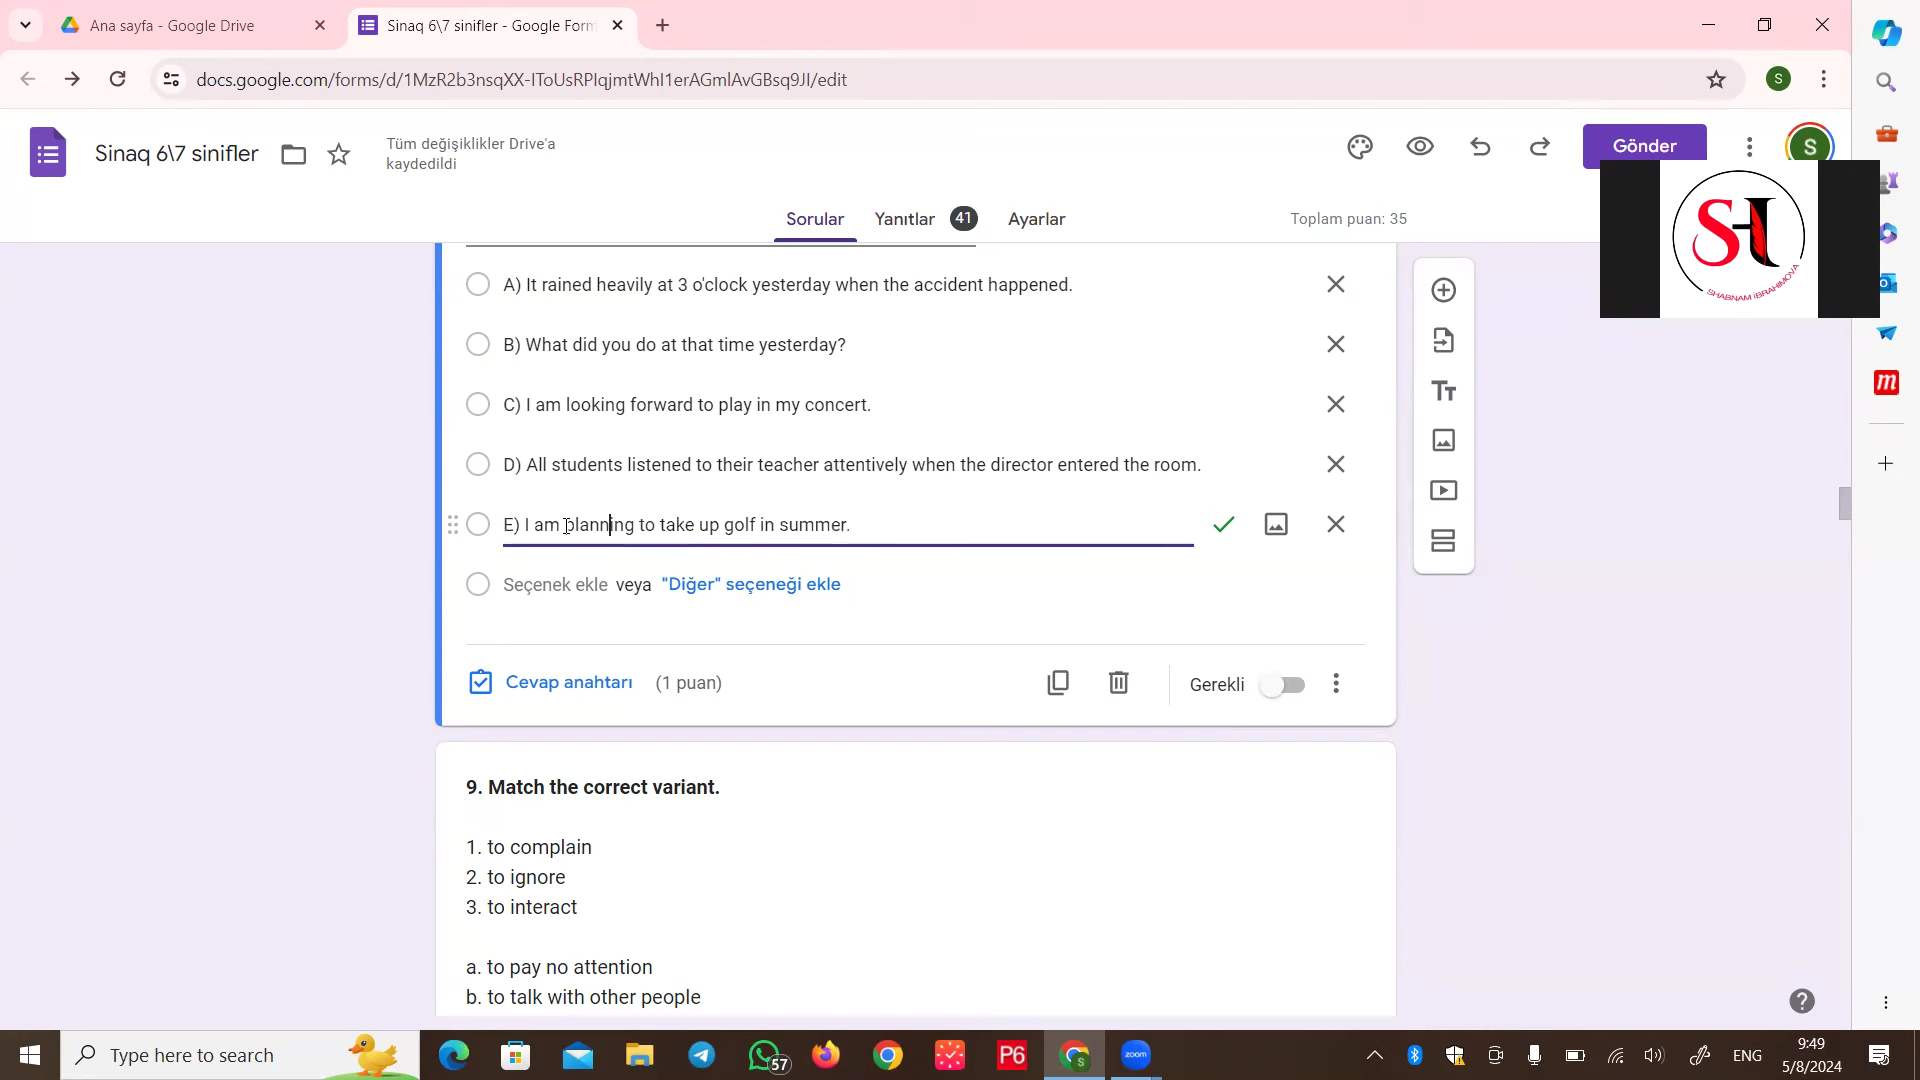 Ana sayfa - Google Drive
Sinaq 6\7 sinifler - Google Form
docs.google.com/forms/d/1MzR2b3nsqXX-IToUsRPIqjmtWhI1erAGmlAvGBsq9JI/edit
S
Sinaq 6\7 sinifler
Tüm değişiklikler Drive'a
kaydedildi
Gönder
S
Sorular
Yanıtlar 41
Ayarlar
Toplam puan: 35
SHABNAM IBRAHIMOVA
A) It rained heavily at 3 o'clock yesterday when the accident happened.
B) What did you do at that time yesterday?
C) I am looking forward to play in my concert.
D) All students listened to their teacher attentively when the director entered the room.
E) I am planning to take up golf in summer.
Seçenek ekle veya "Diğer" seçeneği ekle
Cevap anahtarı (1 puan)
Gerekli
9. Match the correct variant.
1. to complain
2. to ignore
3. to interact
a. to pay no attention
b. to talk with other people
Type here to search
57
P6
zoom
ENG
9:49
5/8/2024